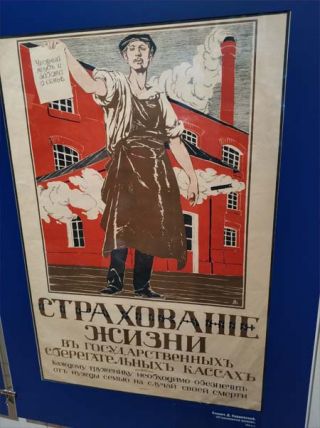 СТРАХОВАНІЕ
ЖИЗНИ
ВЪ ГОСУДАРСТВЕННЫХЪ
СБЕРЕГАТЕЛЬНЫХЪ КАССАХЪ
Каждому труженику необходимо обезпечить
отъ нужды семью на случай своей смерти